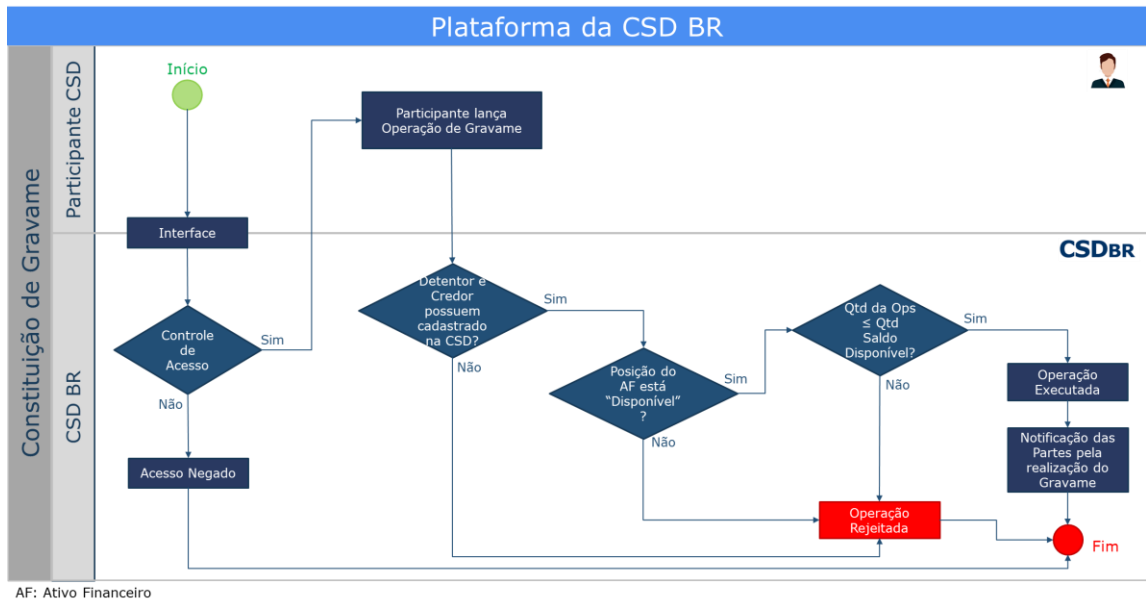 Plataforma da CSD BR
Constituição de Gravame
Participante CSD
CSD BR
Início
Participante lança
Operação de Gravame
Interface
CSDBR
Controle
de
Acesso
Sim
Não
Acesso Negado
Detentor e
Credor
possuem
cadastrado
na CSD?
Sim
Não
Posição do
AF está
“Disponível”
?
Sim
Não
Qtd da Ops
≤ Qtd
Saldo
Disponível?
Sim
Não
Operação
Executada
Notificação das
Partes pela
realização do
Gravame
Operação
Rejeitada
Fim
AF: Ativo Financeiro